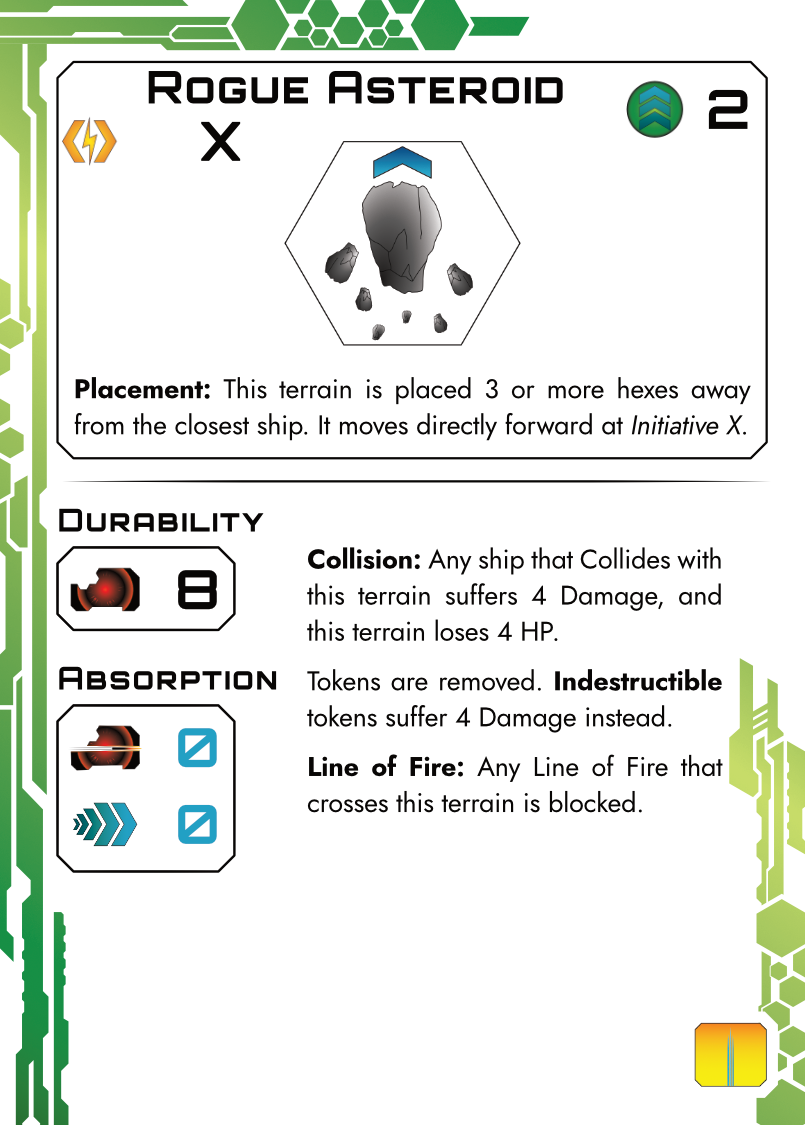 Rogue Asteroid
2
X
Placement: This terrain is placed 3 or more hexes away
from the closest ship. It moves directly forward at Initiative X.
Durability
8
Collision: Any ship that Collides with
this terrain suffers 4 Damage, and
this terrain loses 4 HP.
Absorption
0
0
Tokens are removed. Indestructible
tokens suffer 4 Damage instead.
Line of Fire: Any Line of Fire that
crosses this terrain is blocked.